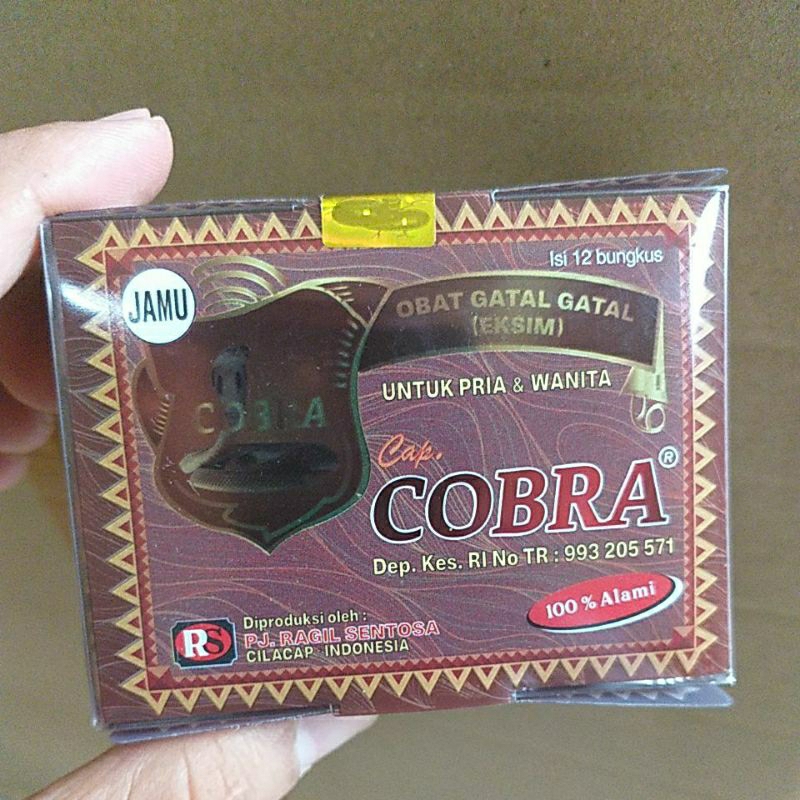 Isi 12 bungkus
JAMU
OBAT GATAL GATAL
(EKSIM)
UNTUK PRIA & WANITA
COBRA
Cap.
COBRA®
Dep. Kes. RI No TR : 993 205 571
100 % Alami
RS
Diproduksi oleh :
PJ. RAGIL SENTOSA
CILACAP - INDONESIA